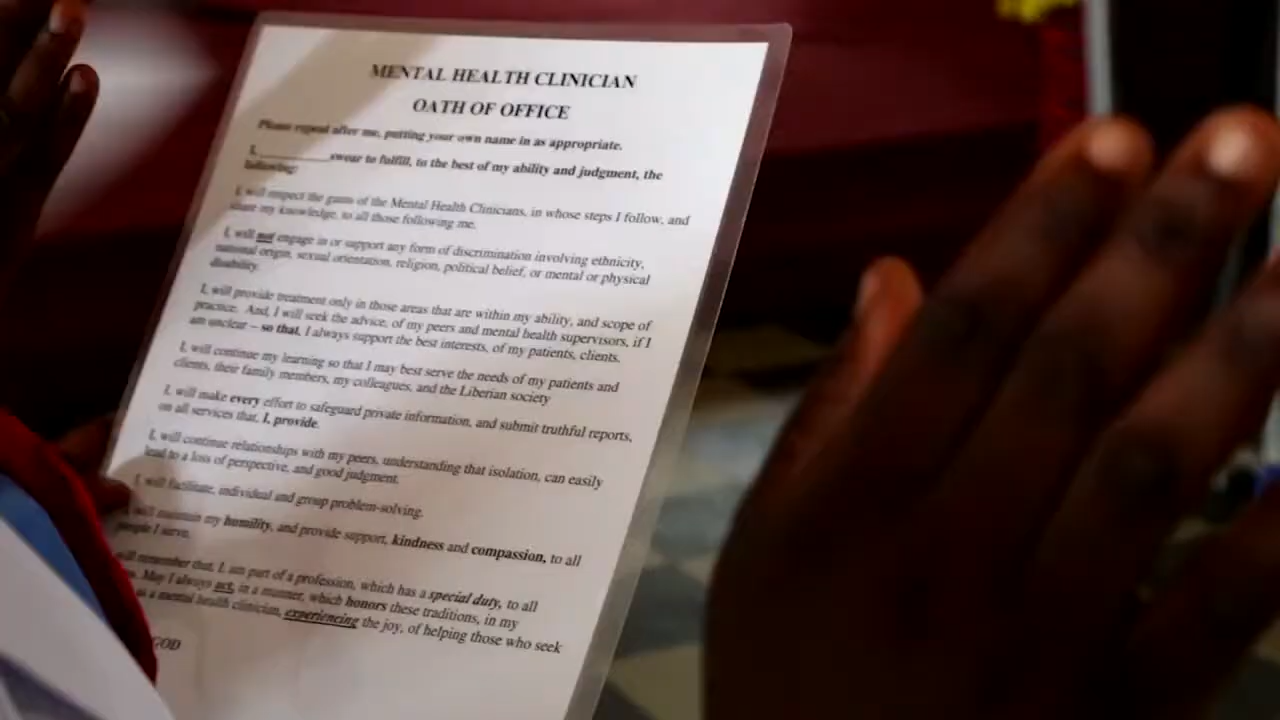 MENTAL HEALTH CLINICIAN
OATH OF OFFICE
Please repeat after me, putting your own name in as appropriate.
I, __________swear to fulfill, to the best of my ability and judgment, the
following:
I, will respect the gains of the Mental Health Clinicians, in whose steps I follow, and
share my knowledge, to all those following me.
I, will not engage in or support any form of discrimination involving ethnicity,
national origin, sexual orientation, religion, political belief, or mental or physical
disability.
I, will provide treatment only in those areas that are within my ability, and scope of
practice. And, I will seek the advice, of my peers and mental health supervisors, if I
am unclear – so that, I always support the best interests, of my patients, clients.
I, will continue my learning so that I may best serve the needs of my patients and
clients, their family members, my colleagues, and the Liberian society
I, will make every effort to safeguard private information, and submit truthful reports,
on all services that, I, provide.
I, will continue relationships with my peers, understanding that isolation, can easily
lead to a loss of perspective, and good judgment.
I, will facilitate, individual and group problem-solving.
will maintain my humility, and provide support, kindness and compassion, to all
people I serve.
will remember that, I, am part of a profession, which has a special duty, to all
May I always act, in a manner, which honors these traditions, in my
as a mental health clinician, experiencing the joy, of helping those who seek
GOD